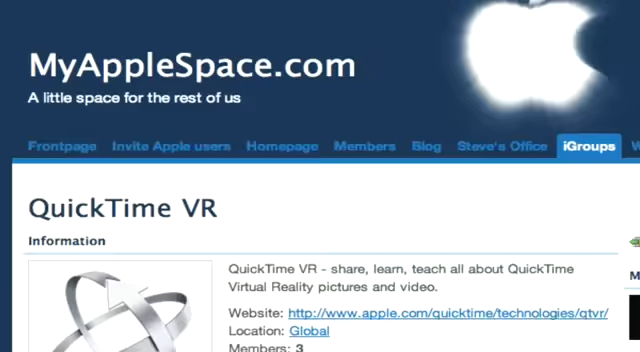 MyAppleSpace.com
A little space for the rest of us
Frontpage Invite Apple users Homepage Members Blog Steve's Office iGroups
QuickTime VR
Information
QuickTime VR - share, learn, teach all about QuickTime
Virtual Reality pictures and video.
Website: http://www.apple.com/quicktime/technologies/qtvr/
Location: Global
Members: 3